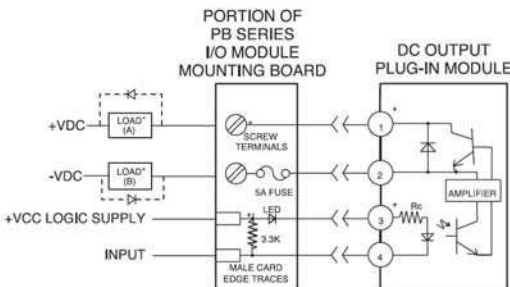 PORTION OF
PB SERIES
I/O MODULE
MOUNTING BOARD
DC OUTPUT
PLUG-IN MODULE
+VDC
LOAD*
(A)
+
SCREW
TERMINALS
+
1
-VDC
LOAD*
(B)
5A FUSE
2
AMPLIFIER
+VCC LOGIC SUPPLY
+
LED
3.3K
+
3
Rc
INPUT
4
MALE CARD
EDGE TRACES